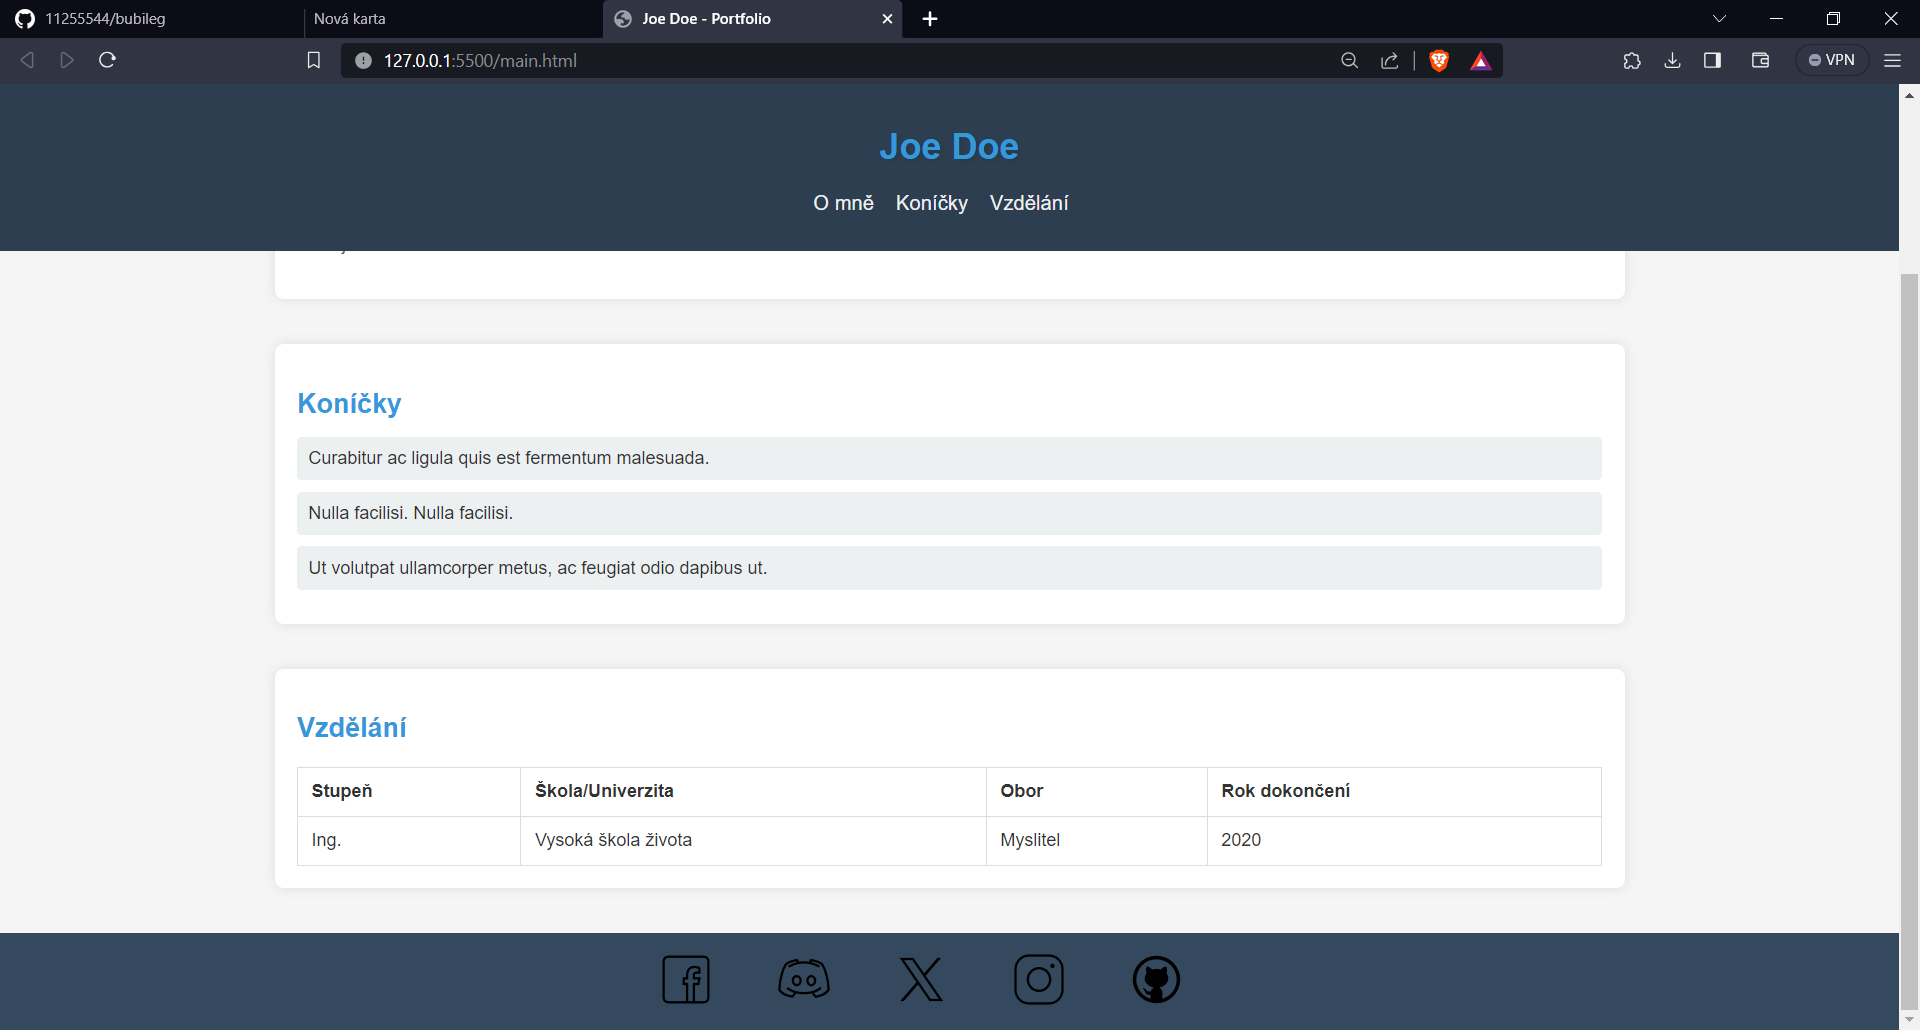 11255544/bubileg
Nová karta
Joe Doe - Portfolio
127.0.0.1:5500/main.html
VPN
Joe Doe
O mně Koníčky Vzdělání
Koníčky
Curabitur ac ligula quis est fermentum malesuada.
Nulla facilisi. Nulla facilisi.
Ut volutpat ullamcorper metus, ac feugiat odio dapibus ut.
Vzdělání
Stupeň Škola/Univerzita Obor Rok dokončení
Ing. Vysoká škola života Myslitel 2020